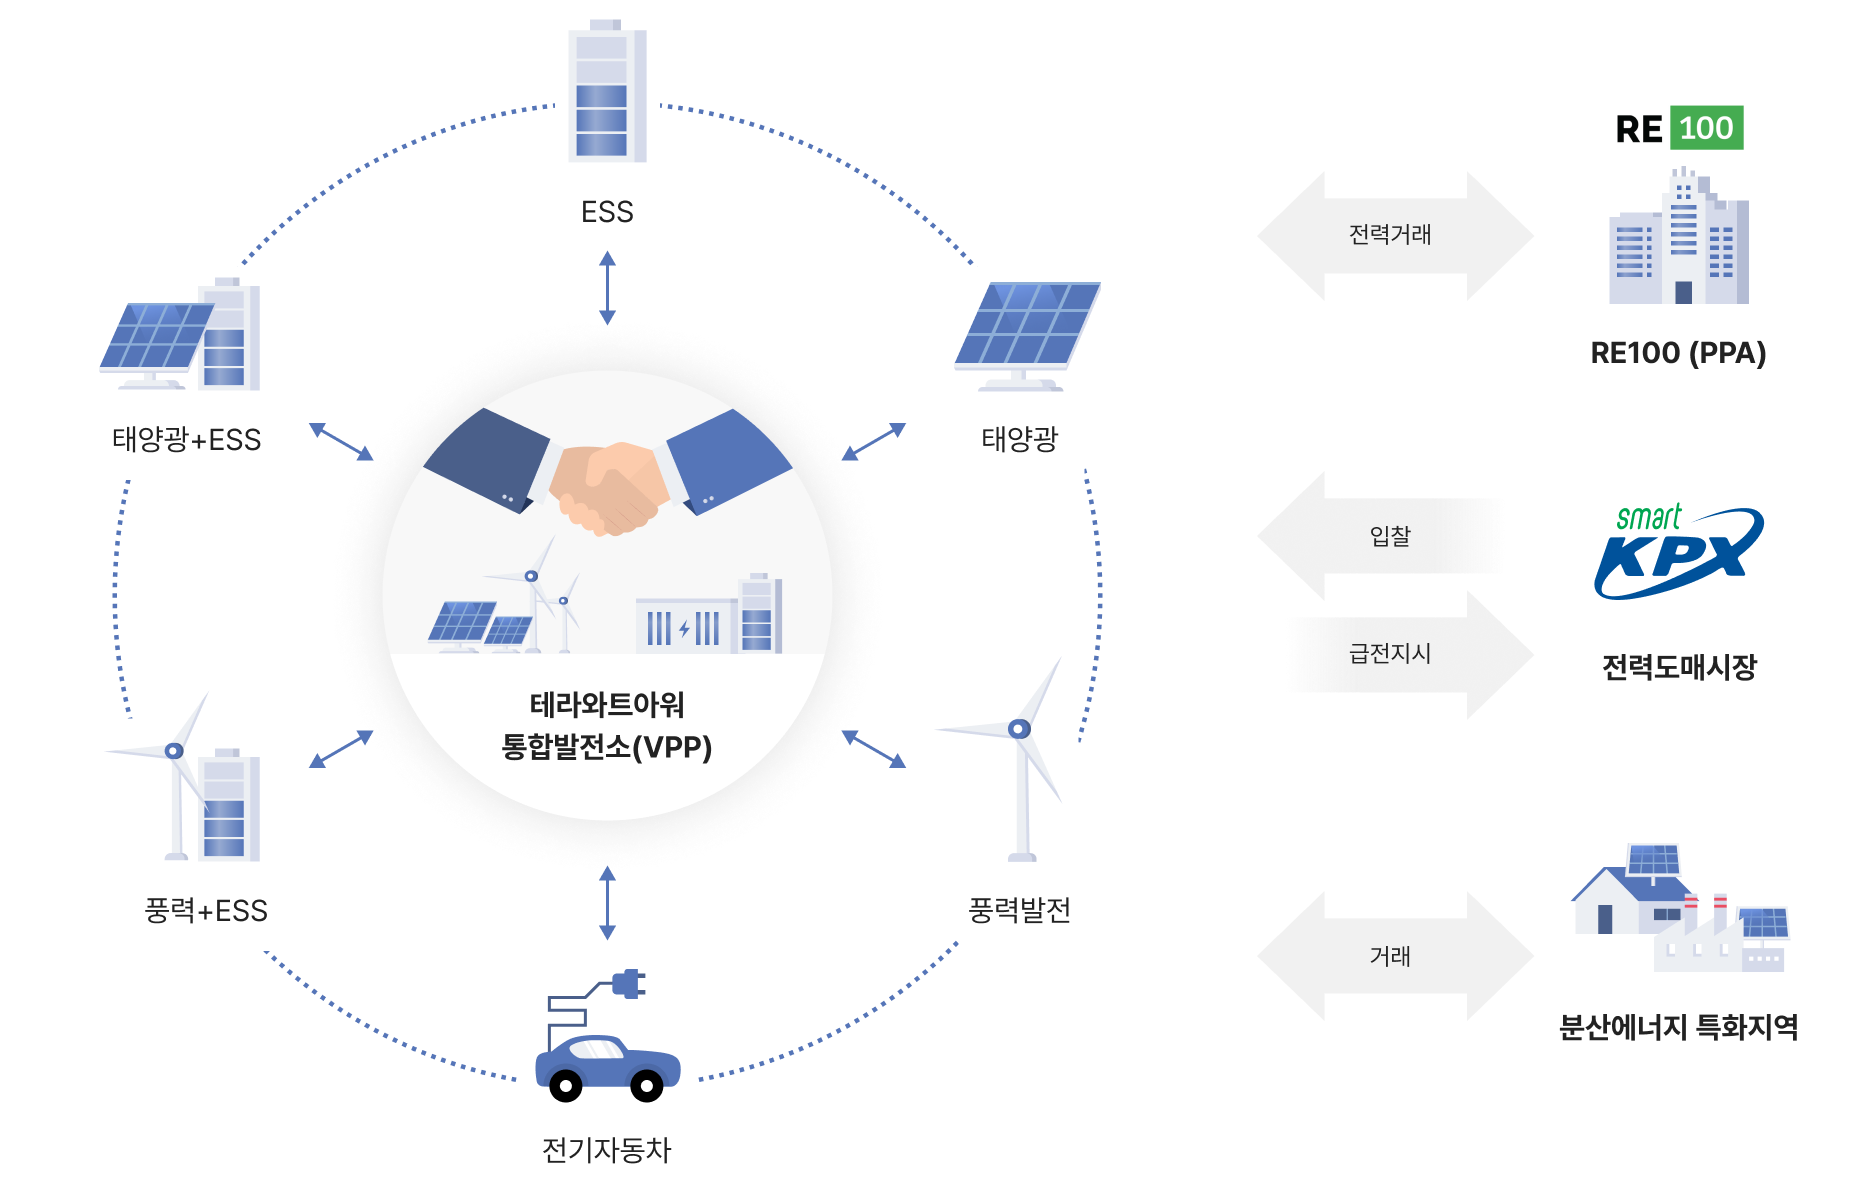 ESS
태양광+ESS
태양광
테라와트아워
통합발전소(VPP)
풍력+ESS
풍력발전
전기자동차
전력거래
RE 100
RE100 (PPA)
입찰
급전지시
smart
KPX
전력도매시장
거래
분산에너지 특화지역